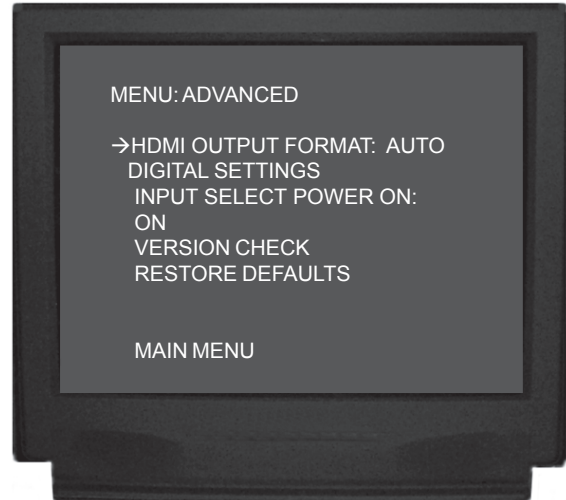 MENU: ADVANCED
→HDMI OUTPUT FORMAT: AUTO
DIGITAL SETTINGS
INPUT SELECT POWER ON:
ON
VERSION CHECK
RESTORE DEFAULTS
MAIN MENU